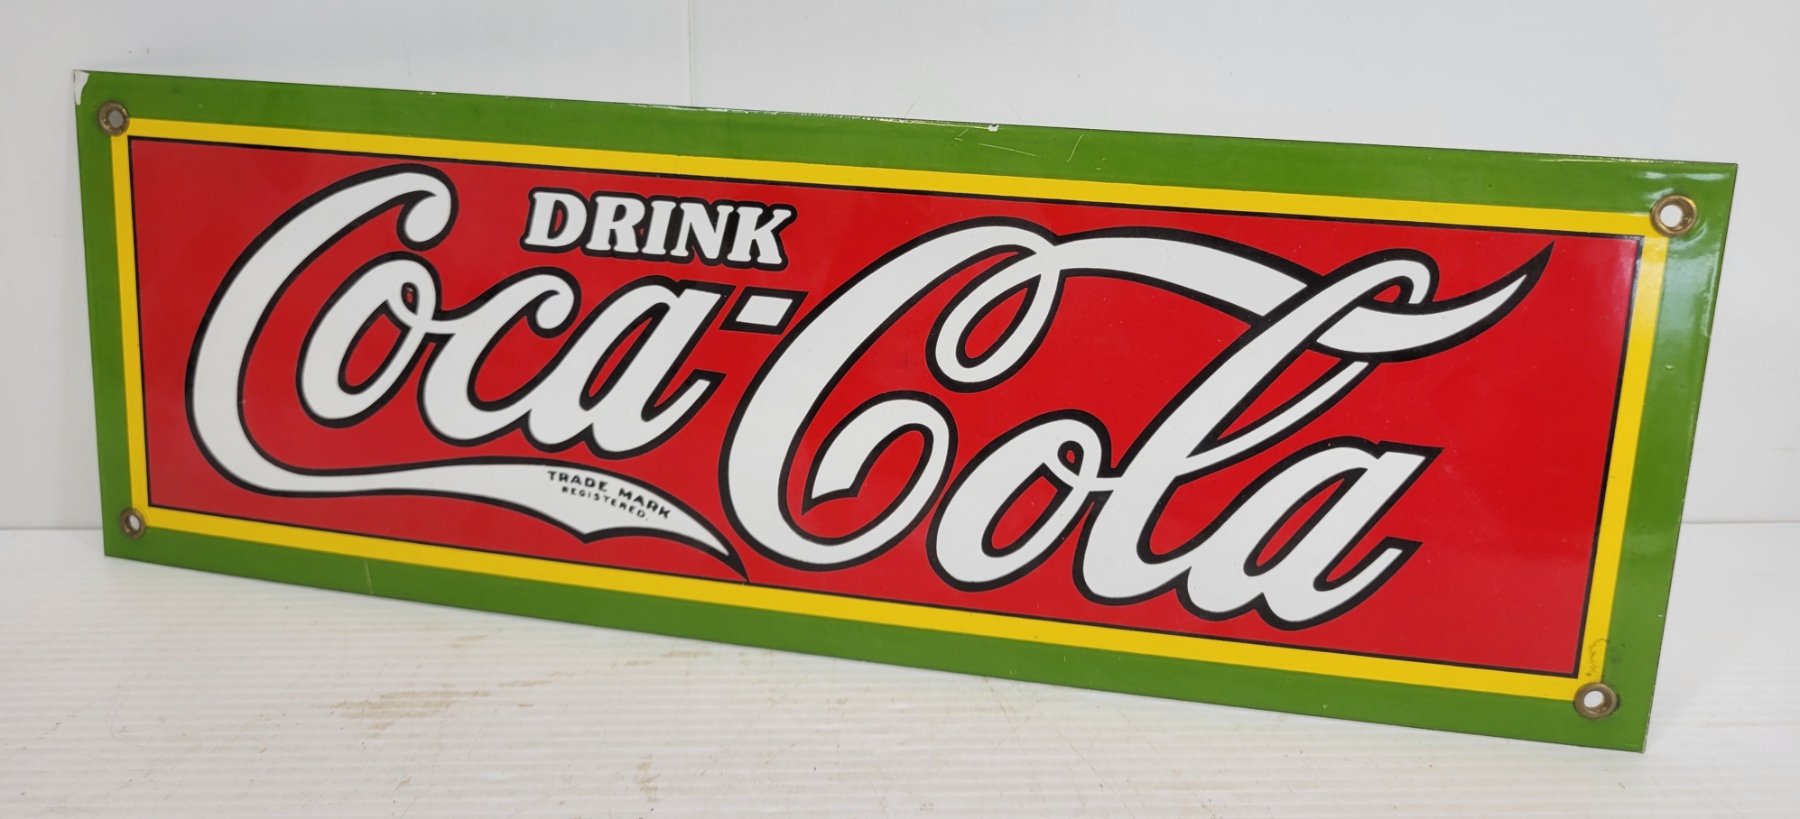 DRINK
Coca-Cola
TRADE MARK
REGISTERED.